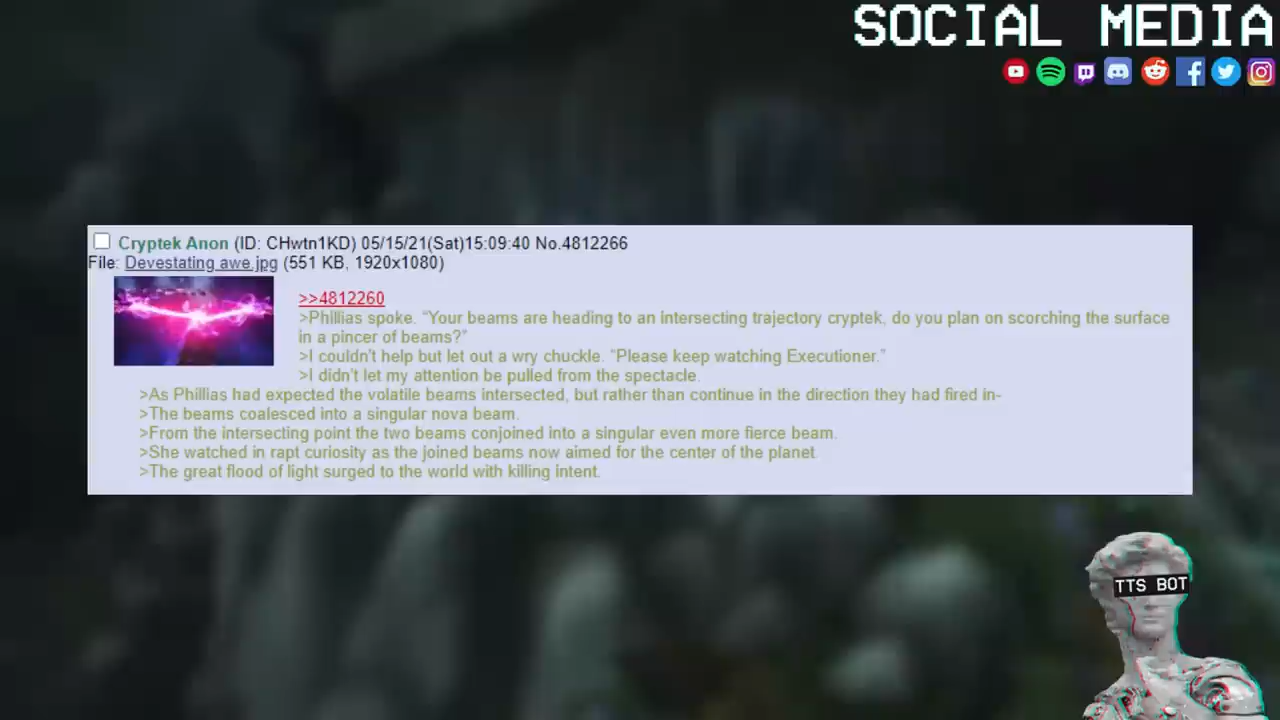 SOCIAL MEDIA
Cryptek Anon (ID: CHwtn1KD) 05/15/21(Sat)15:09:40 No.4812266
File: Devestating awe.jpg (551 KB, 1920x1080)
>>4812260
>Phillias spoke. “Your beams are heading to an intersecting trajectory cryptek, do you plan on scorching the surface
in a pincer of beams?”
>I couldn't help but let out a wry chuckle. “Please keep watching Executioner.”
>I didn't let my attention be pulled from the spectacle.
>As Phillias had expected the volatile beams intersected, but rather than continue in the direction they had fired in-
>The beams coalesced into a singular nova beam.
>From the intersecting point the two beams conjoined into a singular even more fierce beam.
>She watched in rapt curiosity as the joined beams now aimed for the center of the planet.
>The great flood of light surged to the world with killing intent.
TTS BOT